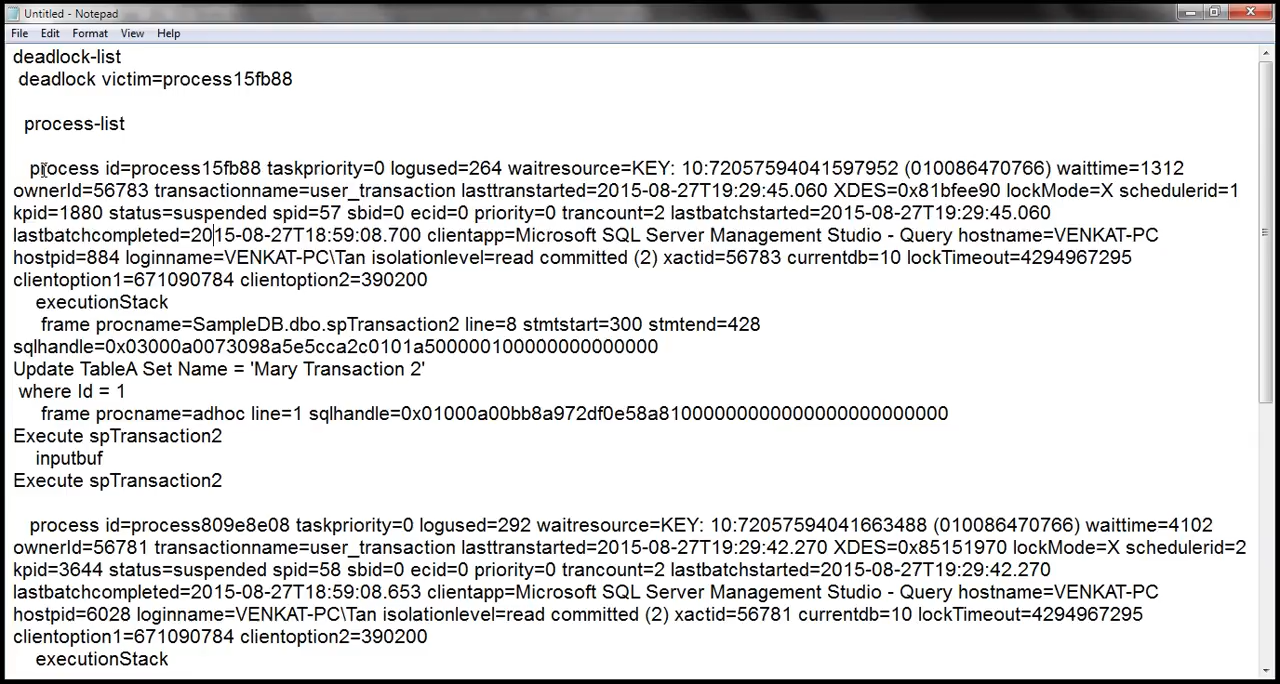 Untitled - Notepad
File Edit Format View Help
deadlock-list
deadlock victim=process15fb88
process-list
process id=process15fb88 taskpriority=0 logused=264 waitresource=KEY: 10:72057594041597952 (010086470766) waittime=1312
ownerId=56783 transactionname=user_transaction lasttranstarted=2015-08-27T19:29:45.060 XDES=0x81bfee90 lockMode=X schedulerid=1
kpid=1880 status=suspended spid=57 sbid=0 ecid=0 priority=0 trancount=2 lastbatchstarted=2015-08-27T19:29:45.060
lastbatchcompleted=2015-08-27T18:59:08.700 clientapp=Microsoft SQL Server Management Studio - Query hostname=VENKAT-PC
hostpid=884 loginname=VENKAT-PC\Tan isolationlevel=read committed (2) xactid=56783 currentdb=10 lockTimeout=4294967295
clientoption1=671090784 clientoption2=390200
executionStack
frame procname=SampleDB.dbo.spTransaction2 line=8 stmtstart=300 stmtend=428
sqlhandle=0x03000a0073098a5e5cca2c0101a500000100000000000000
Update TableA Set Name = 'Mary Transaction 2'
where Id = 1
frame procname=adhoc line=1 sqlhandle=0x01000a00bb8a972df0e58a81000000000000000000000000
Execute spTransaction2
inputbuf
Execute spTransaction2
process id=process809e8e08 taskpriority=0 logused=292 waitresource=KEY: 10:72057594041663488 (010086470766) waittime=4102
ownerId=56781 transactionname=user_transaction lasttranstarted=2015-08-27T19:29:42.270 XDES=0x85151970 lockMode=X schedulerid=2
kpid=3644 status=suspended spid=58 sbid=0 ecid=0 priority=0 trancount=2 lastbatchstarted=2015-08-27T19:29:42.270
lastbatchcompleted=2015-08-27T18:59:08.653 clientapp=Microsoft SQL Server Management Studio - Query hostname=VENKAT-PC
hostpid=6028 loginname=VENKAT-PC\Tan isolationlevel=read committed (2) xactid=56781 currentdb=10 lockTimeout=4294967295
clientoption1=671090784 clientoption2=390200
executionStack